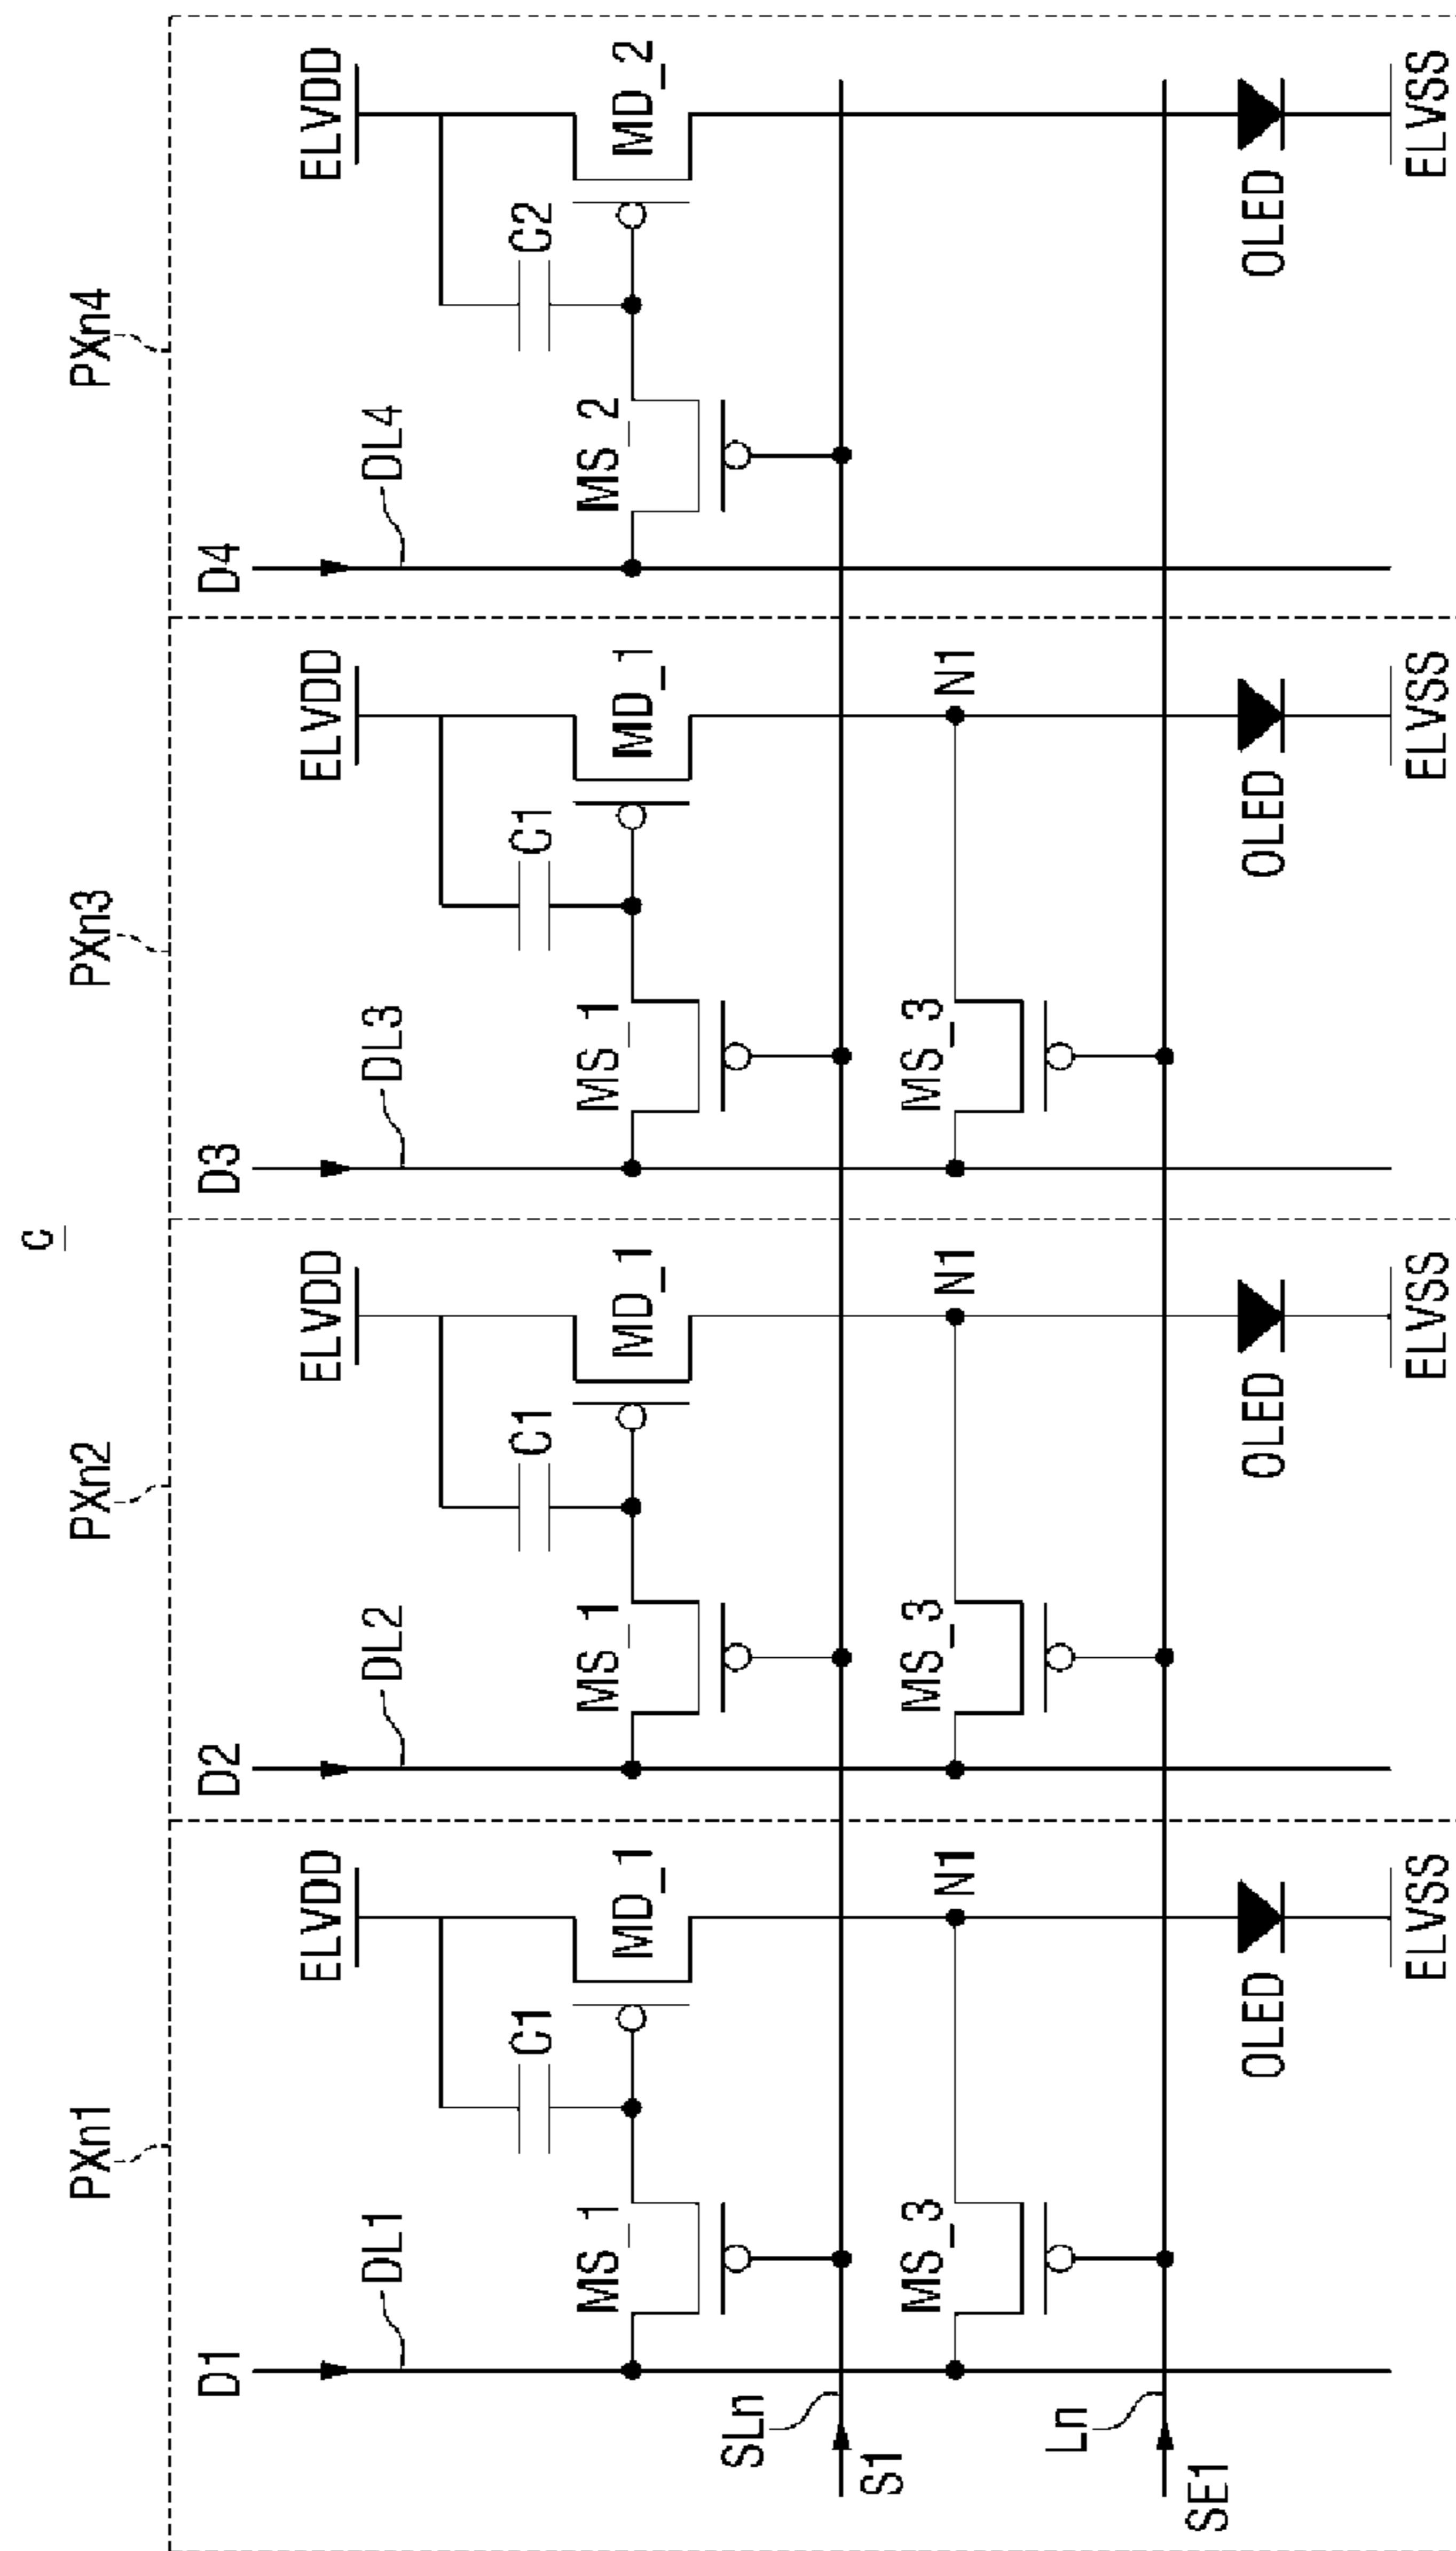 C
PXn1
PXn2
PXn3
PXn4
D1
D2
D3
D4
ELVDD
ELVDD
ELVDD
ELVDD
DL1
DL2
DL3
DL4
C1
C1
C1
C2
MS_1
MD_1
MS_1
MD_1
MS_1
MD_1
MS_2
MD_2
SLn
S1
MS_3
N1
MS_3
N1
MS_3
N1
Ln
SE1
OLED
OLED
OLED
OLED
ELVSS
ELVSS
ELVSS
ELVSS